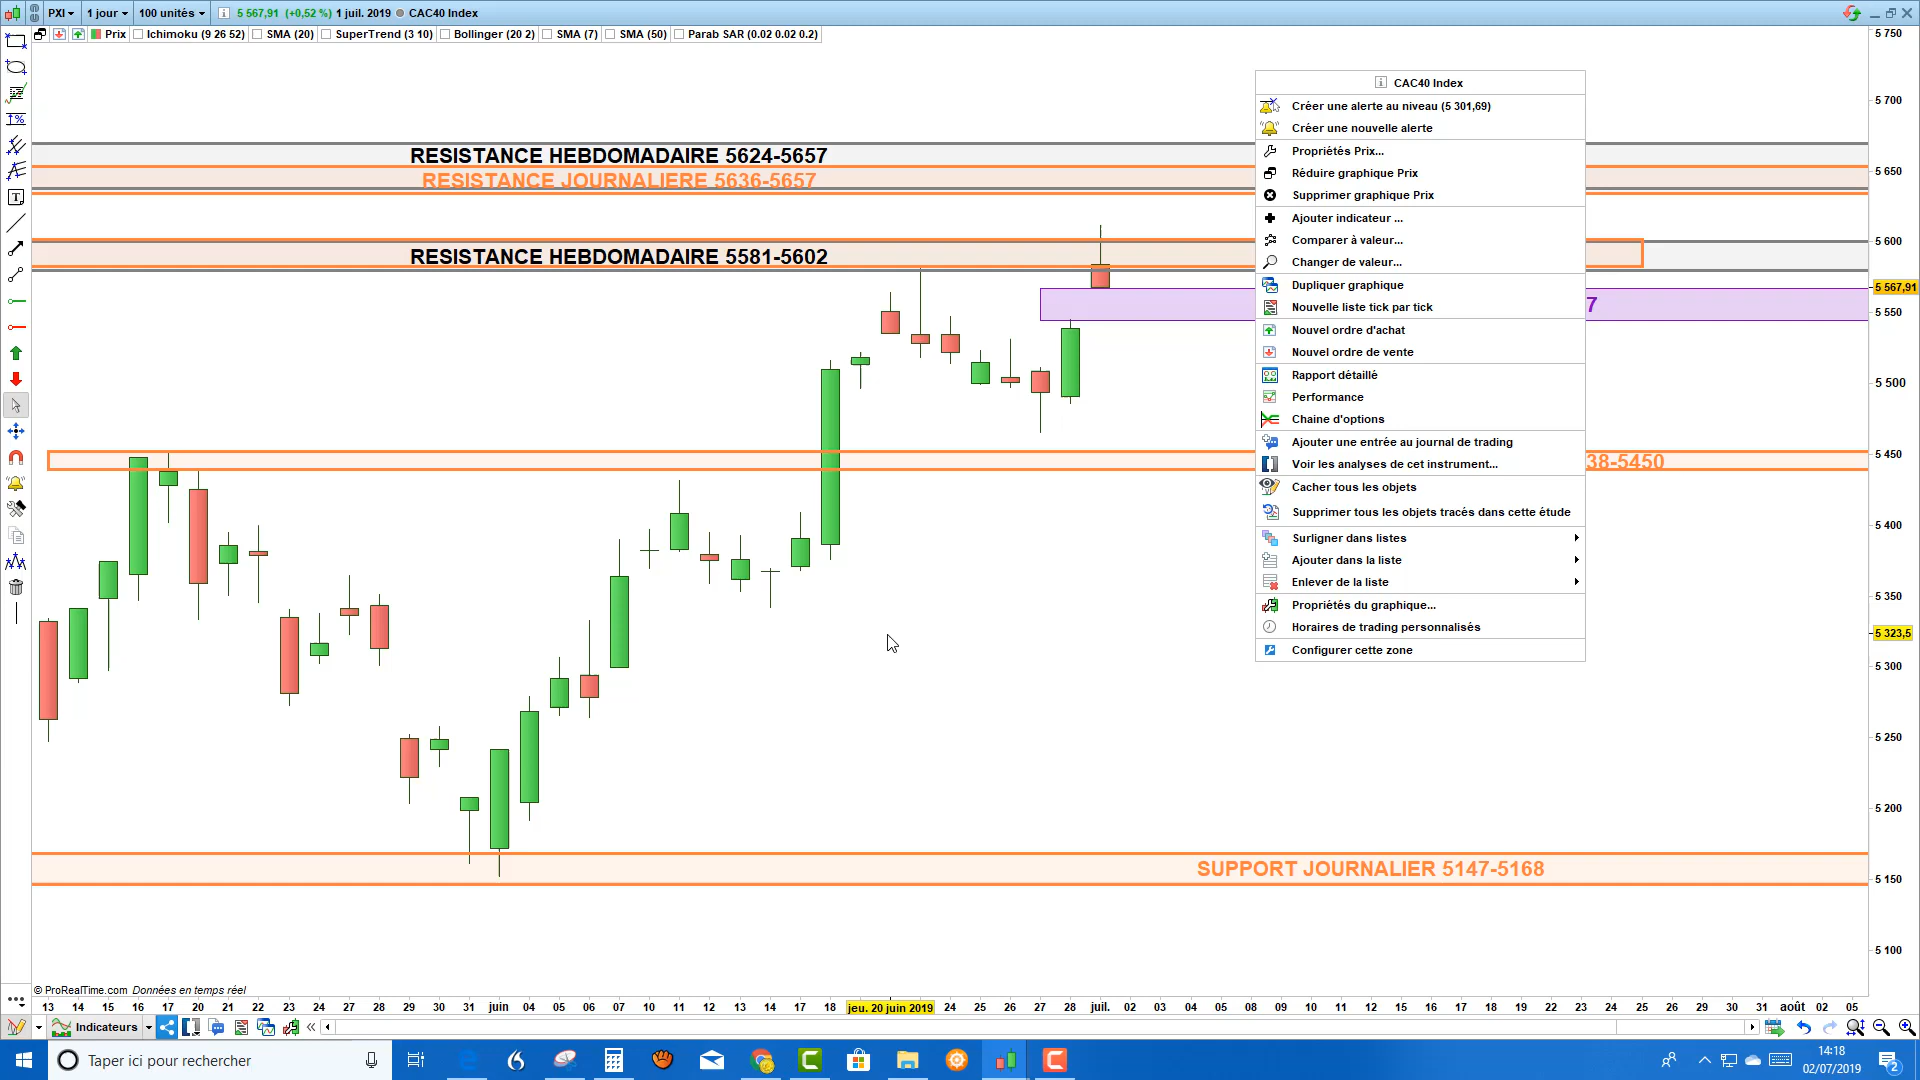 PXI 1 jour 100 unités 5 567,91 (+0,52 %) 1 juil. 2019 CAC40 Index
Prix Ichimoku (9 26 52) SMA (20) SuperTrend (3 10) Bollinger (20 2) SMA (7) SMA (50) Parab SAR (0.02 0.02 0.2)
5 750
5 700
5 650
5 600
5 567,91
5 550
5 500
5 450
5 400
5 350
5 323,5
5 300
5 250
5 200
5 150
5 100
RESISTANCE HEBDOMADAIRE 5624-5657
RESISTANCE JOURNALIERE 5636-5657
RESISTANCE HEBDOMADAIRE 5581-5602
7
38-5450
SUPPORT JOURNALIER 5147-5168
CAC40 Index
Créer une alerte au niveau (5 301,69)
Créer une nouvelle alerte
Propriétés Prix...
Réduire graphique Prix
Supprimer graphique Prix
Ajouter indicateur ...
Comparer à valeur...
Changer de valeur...
Dupliquer graphique
Nouvelle liste tick par tick
Nouvel ordre d'achat
Nouvel ordre de vente
Rapport détaillé
Performance
Chaine d'options
Ajouter une entrée au journal de trading
Voir les analyses de cet instrument...
Cacher tous les objets
Supprimer tous les objets tracés dans cette étude
Surligner dans listes
Ajouter dans la liste
Enlever de la liste
Propriétés du graphique...
Horaires de trading personnalisés
Configurer cette zone
© ProRealTime.com Données en temps réel
13 14 15 16 17 20 21 22 23 24 27 28 29 30 31 juin 04 05 06 07 10 11 12 13 14 17 18 jeu. 20 juin 2019 24 25 26 27 28 juil. 02 03 04 05 08 09 10 11 12 15 16 17 18 19 22 23 24 25 26 29 30 31 août 02 05
Indicateurs
Taper ici pour rechercher
14:18
02/07/2019
2